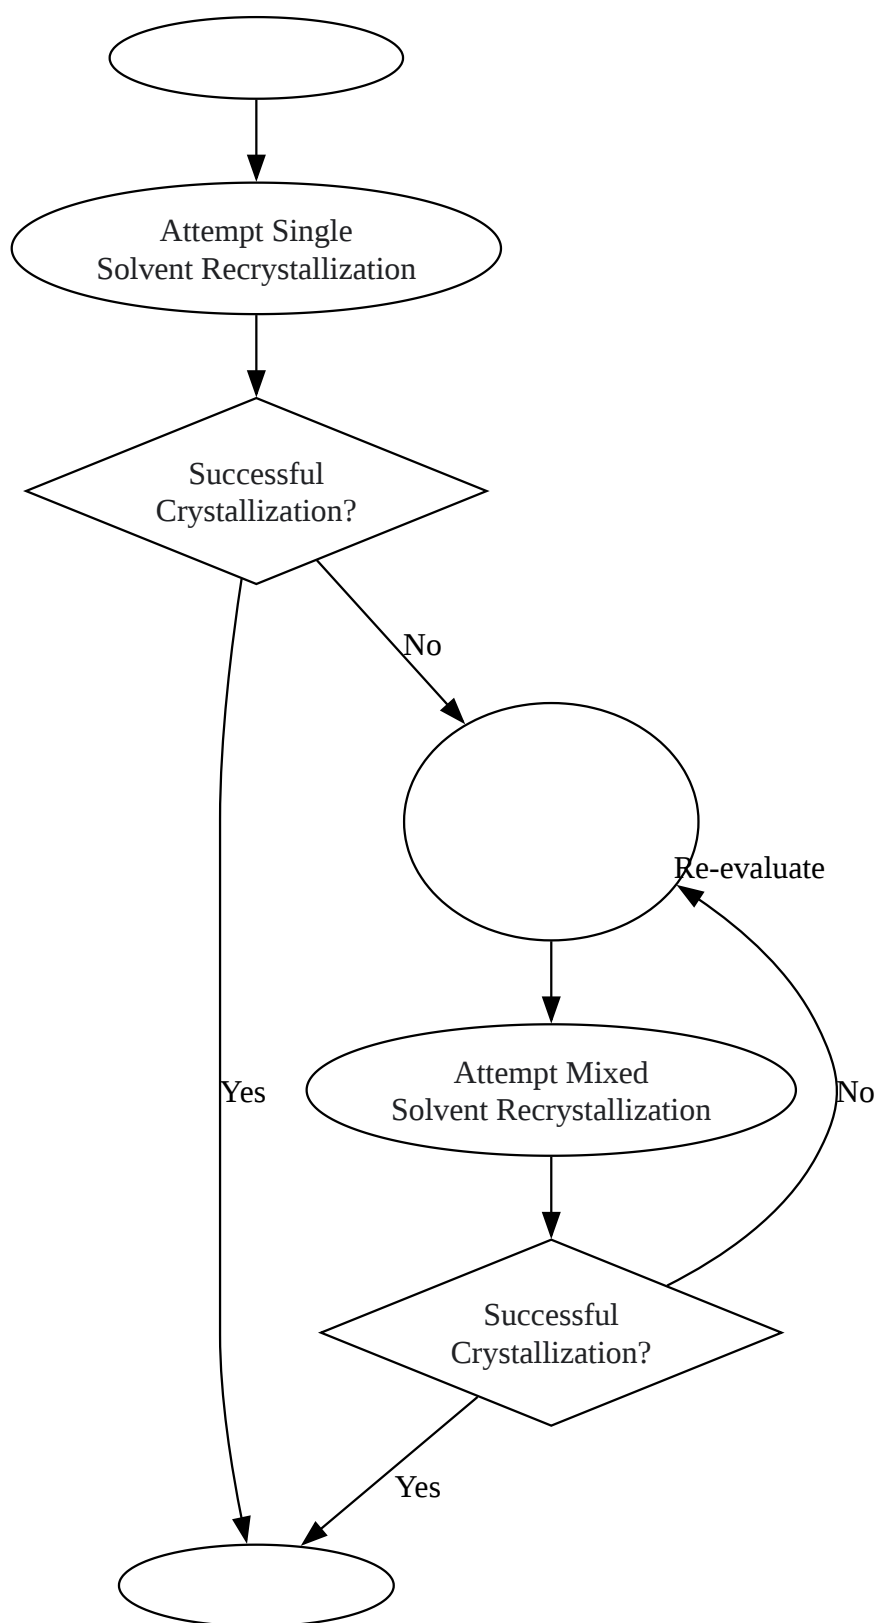 Attempt Single
Solvent Recrystallization
Successful
Crystallization?
No
Re-evaluate
Yes
Attempt Mixed
Solvent Recrystallization
No
Successful
Crystallization?
Yes